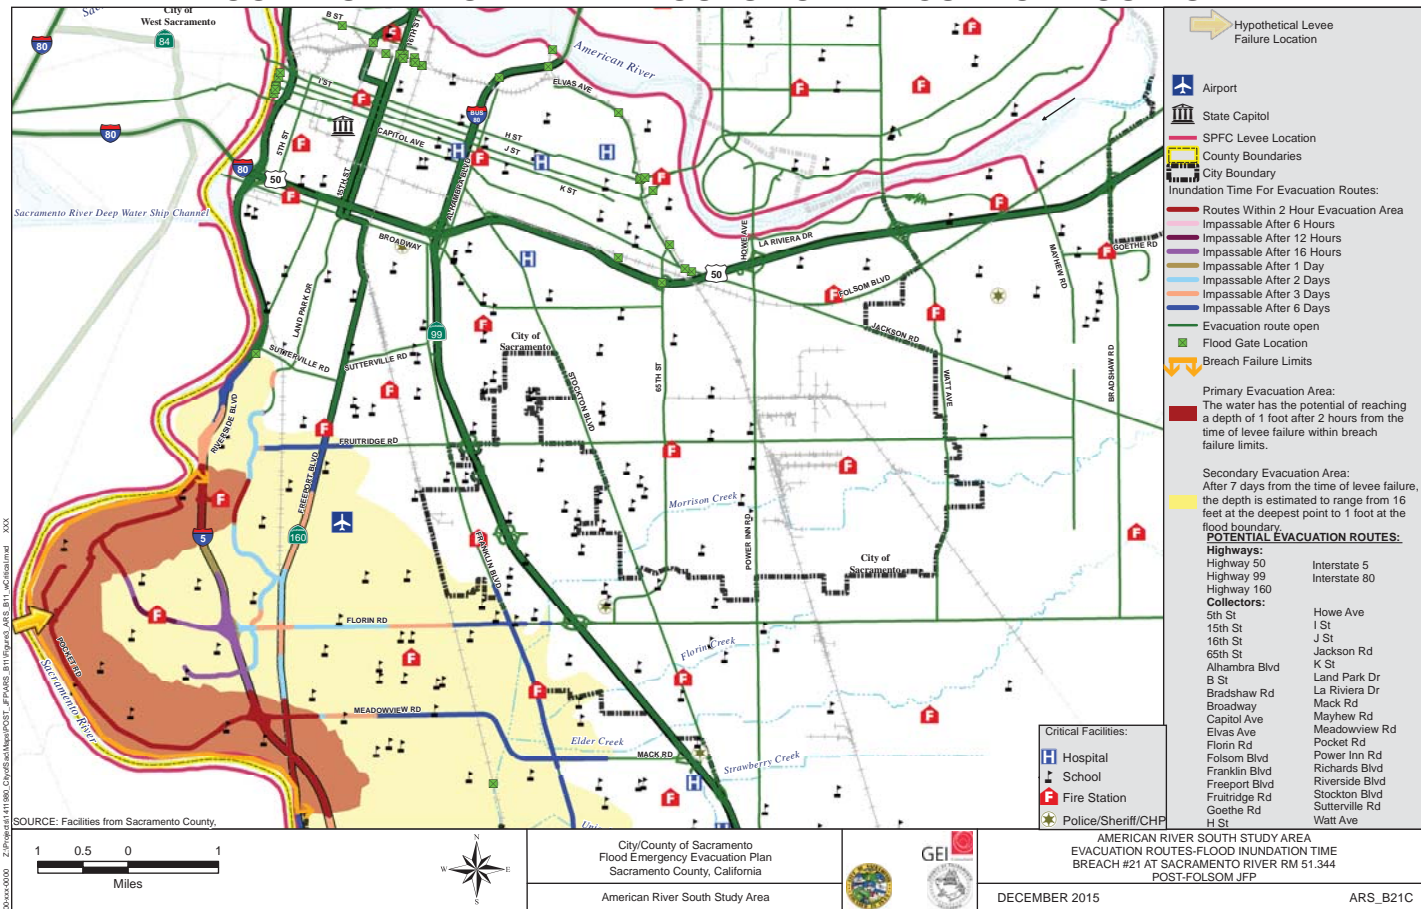 City of
West Sacramento
Sac
80
84
B ST
16TH ST
American River
ELVAS AVE
I ST
80
BUS
80
5TH ST
CAPITOL AVE
H ST
J ST
K ST
80
50
15TH ST
ALHAMBRA BLVD
Sacramento River Deep Water Ship Channel
BROADWAY
HOWE AVE
LA RIVIERA DR
MAYHEW RD
GOETHE RD
50
FOLSOM BLVD
LAND PARK DR
99
City of
Sacramento
JACKSON RD
SUTTERVILLE RD
SUTTERVILLE RD
STOCKTON BLVD
65TH ST
WATT AVE
BRADSHAW RD
RIVERSIDE BLVD
FRUITRIDGE RD
FREEPORT BLVD
Morrison Creek
5
160
FRANKLIN BLVD
POWER INN RD
City of
Sacramento
FLORIN RD
POCKET RD
Florin Creek
Sacramento River
MEADOWVIEW RD
Elder Creek
MACK RD
Strawberry Creek
SOURCE: Facilities from Sacramento County,
Hypothetical Levee
Failure Location
Airport
State Capitol
SPFC Levee Location
County Boundaries
City Boundary
Inundation Time For Evacuation Routes:
Routes Within 2 Hour Evacuation Area
Impassable After 6 Hours
Impassable After 12 Hours
Impassable After 16 Hours
Impassable After 1 Day
Impassable After 2 Days
Impassable After 3 Days
Impassable After 6 Days
Evacuation route open
Flood Gate Location
Breach Failure Limits
Primary Evacuation Area:
The water has the potential of reaching
a depth of 1 foot after 2 hours from the
time of levee failure within breach
failure limits.
Secondary Evacuation Area:
After 7 days from the time of levee failure,
the depth is estimated to range from 16
feet at the deepest point to 1 foot at the
flood boundary.
POTENTIAL EVACUATION ROUTES:
Highways:
Highway 50
Highway 99
Highway 160
Interstate 5
Interstate 80
Collectors:
5th St
15th St
16th St
65th St
Alhambra Blvd
B St
Bradshaw Rd
Broadway
Capitol Ave
Elvas Ave
Florin Rd
Folsom Blvd
Franklin Blvd
Freeport Blvd
Fruitridge Rd
Goethe Rd
H St
Howe Ave
I St
J St
Jackson Rd
K St
Land Park Dr
La Riviera Dr
Mack Rd
Mayhew Rd
Meadowview Rd
Pocket Rd
Power Inn Rd
Richards Blvd
Riverside Blvd
Stockton Blvd
Sutterville Rd
Watt Ave
Critical Facilities:
Hospital
School
Fire Station
Police/Sheriff/CHP
1 0.5 0 1
Miles
N
W E
S
City/County of Sacramento
Flood Emergency Evacuation Plan
Sacramento County, California
American River South Study Area
GEI
AMERICAN RIVER SOUTH STUDY AREA
EVACUATION ROUTES-FLOOD INUNDATION TIME
BREACH #21 AT SACRAMENTO RIVER RM 51.344
POST-FOLSOM JFP
DECEMBER 2015
ARS_B21C